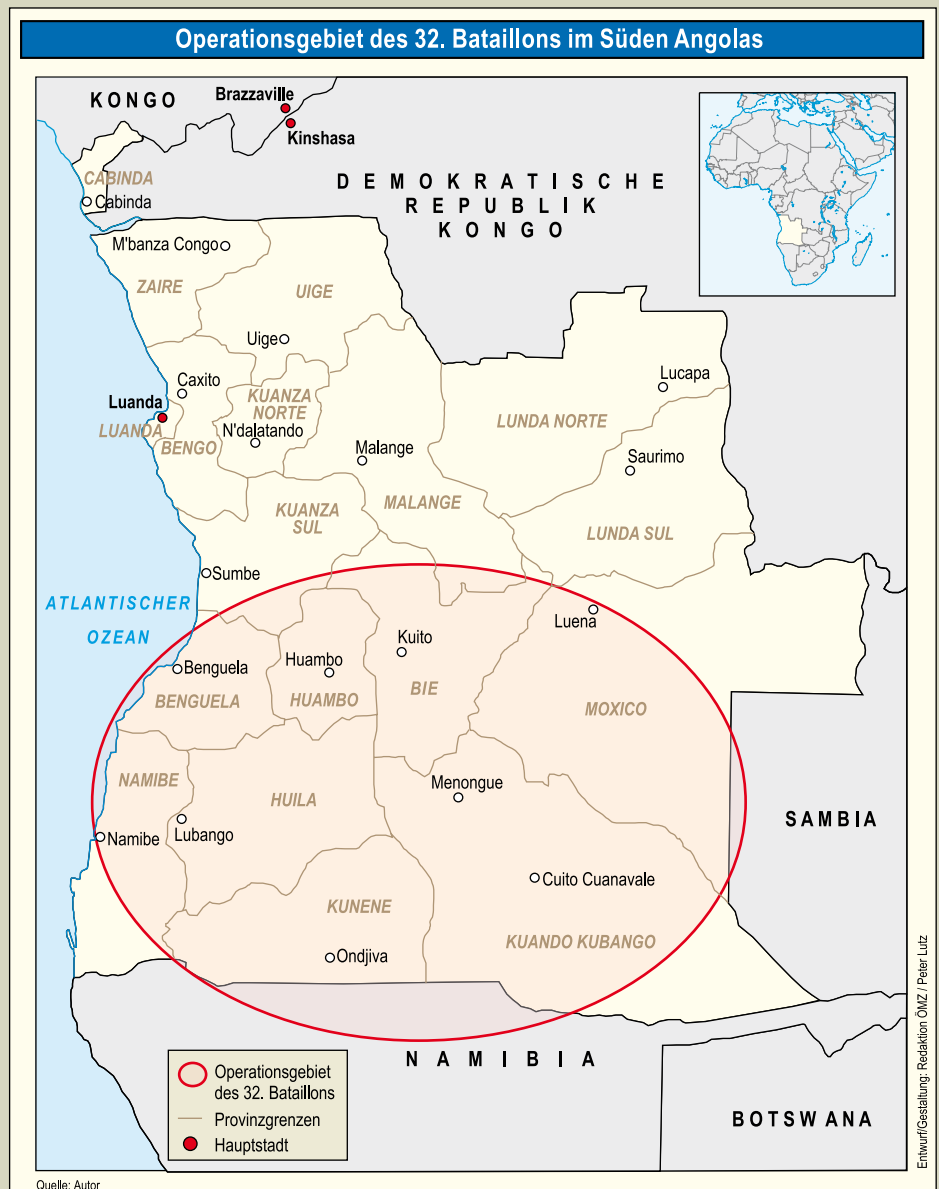 Operationsgebiet des 32. Bataillons im Süden Angolas
KONGO
Brazzaville
Kinshasa
DEMOKRATISCHE
REPUBLIK
KONGO
CABINDA
Cabinda
M'banza Congo
ZAIRE
UIGE
Uige
Caxito
KUANZA
NORTE
Luanda
LUANDA
N'dalatando
BENGO
Malange
Lucapa
LUNDA NORTE
Saurimo
KUANZA
SUL
MALANGE
LUNDA SUL
Sumbe
ATLANTISCHER
OZEAN
Luena
Kuito
Benguela
Huambo
BENGUELA
HUAMBO
BIE
MOXICO
NAMIBE
HUILA
Menongue
SAMBIA
Namibe
Lubango
Cuito Cuanavale
KUNENE
KUANDO KUBANGO
Ondjiva
NAMIBIA
BOTSWANA
Operationsgebiet
des 32. Bataillons
Provinzgrenzen
Hauptstadt
Quelle: Autor
Entwurf/Gestaltung: Redaktion ÖMZ / Peter Lutz